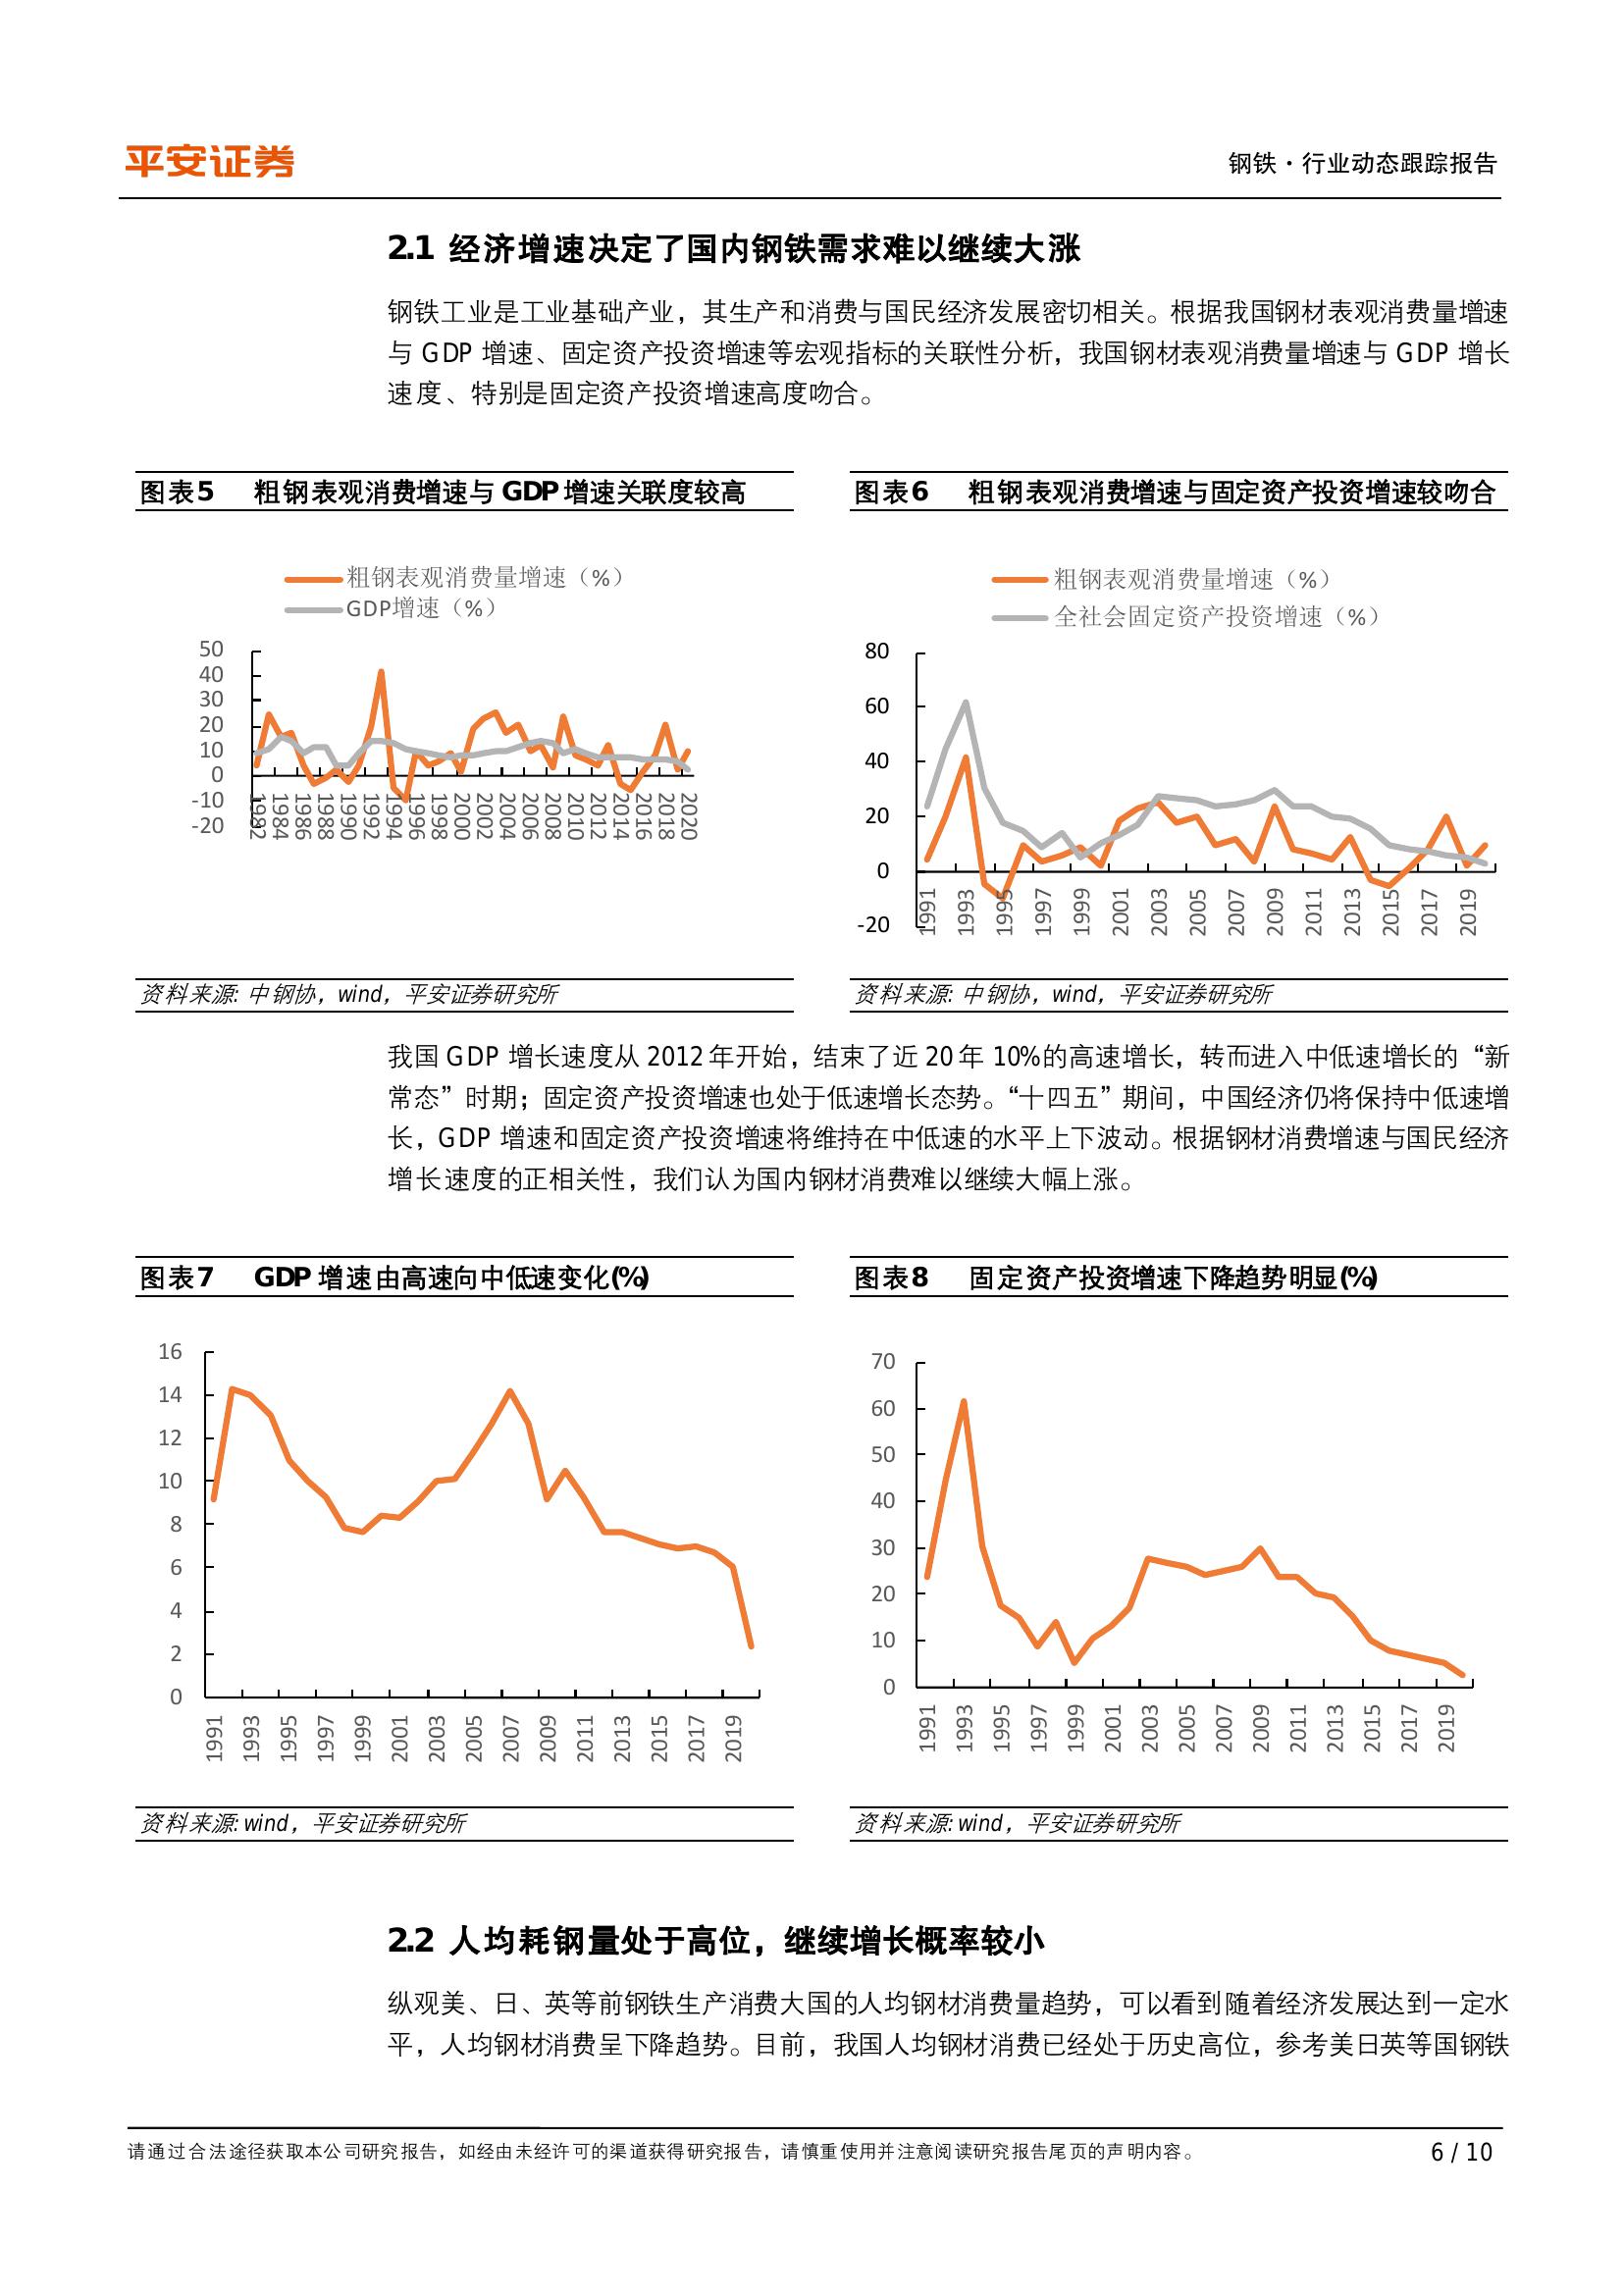 平安证券
钢铁·行业动态跟踪报告
2.1 经济增速决定了国内钢铁需求难以继续大涨
钢铁工业是工业基础产业，其生产和消费与国民经济发展密切相关。根据我国钢材表观消费量增速
与 GDP 增速、固定资产投资增速等宏观指标的关联性分析，我国钢材表观消费量增速与 GDP 增长
速度、特别是固定资产投资增速高度吻合。
图表5 粗钢表观消费增速与 GDP 增速关联度较高
粗钢表观消费量增速（%）
GDP增速（%）
50
40
30
20
10
0
-10
-20
1982 1984 1986 1988 1990 1992 1994 1996 1998 2000 2002 2004 2006 2008 2010 2012 2014 2016 2018 2020
资料来源: 中钢协，wind，平安证券研究所
图表6 粗钢表观消费增速与固定资产投资增速较吻合
粗钢表观消费量增速（%）
全社会固定资产投资增速（%）
80
60
40
20
0
-20
1991 1993 1995 1997 1999 2001 2003 2005 2007 2009 2011 2013 2015 2017 2019
资料来源: 中钢协，wind，平安证券研究所
我国 GDP 增长速度从 2012 年开始，结束了近 20 年 10%的高速增长，转而进入中低速增长的“新
常态”时期；固定资产投资增速也处于低速增长态势。“十四五”期间，中国经济仍将保持中低速增
长，GDP 增速和固定资产投资增速将维持在中低速的水平上下波动。根据钢材消费增速与国民经济
增长速度的正相关性，我们认为国内钢材消费难以继续大幅上涨。
图表7 GDP 增速由高速向中低速变化(%)
16
14
12
10
8
6
4
2
0
1991 1993 1995 1997 1999 2001 2003 2005 2007 2009 2011 2013 2015 2017 2019
资料来源: wind，平安证券研究所
图表8 固定资产投资增速下降趋势明显(%)
70
60
50
40
30
20
10
0
1991 1993 1995 1997 1999 2001 2003 2005 2007 2009 2011 2013 2015 2017 2019
资料来源: wind，平安证券研究所
2.2 人均耗钢量处于高位，继续增长概率较小
纵观美、日、英等前钢铁生产消费大国的人均钢材消费量趋势，可以看到随着经济发展达到一定水
平，人均钢材消费呈下降趋势。目前，我国人均钢材消费已经处于历史高位，参考美日英等国钢铁
请通过合法途径获取本公司研究报告，如经由未经许可的渠道获得研究报告，请慎重使用并注意阅读研究报告尾页的声明内容。
6 / 10